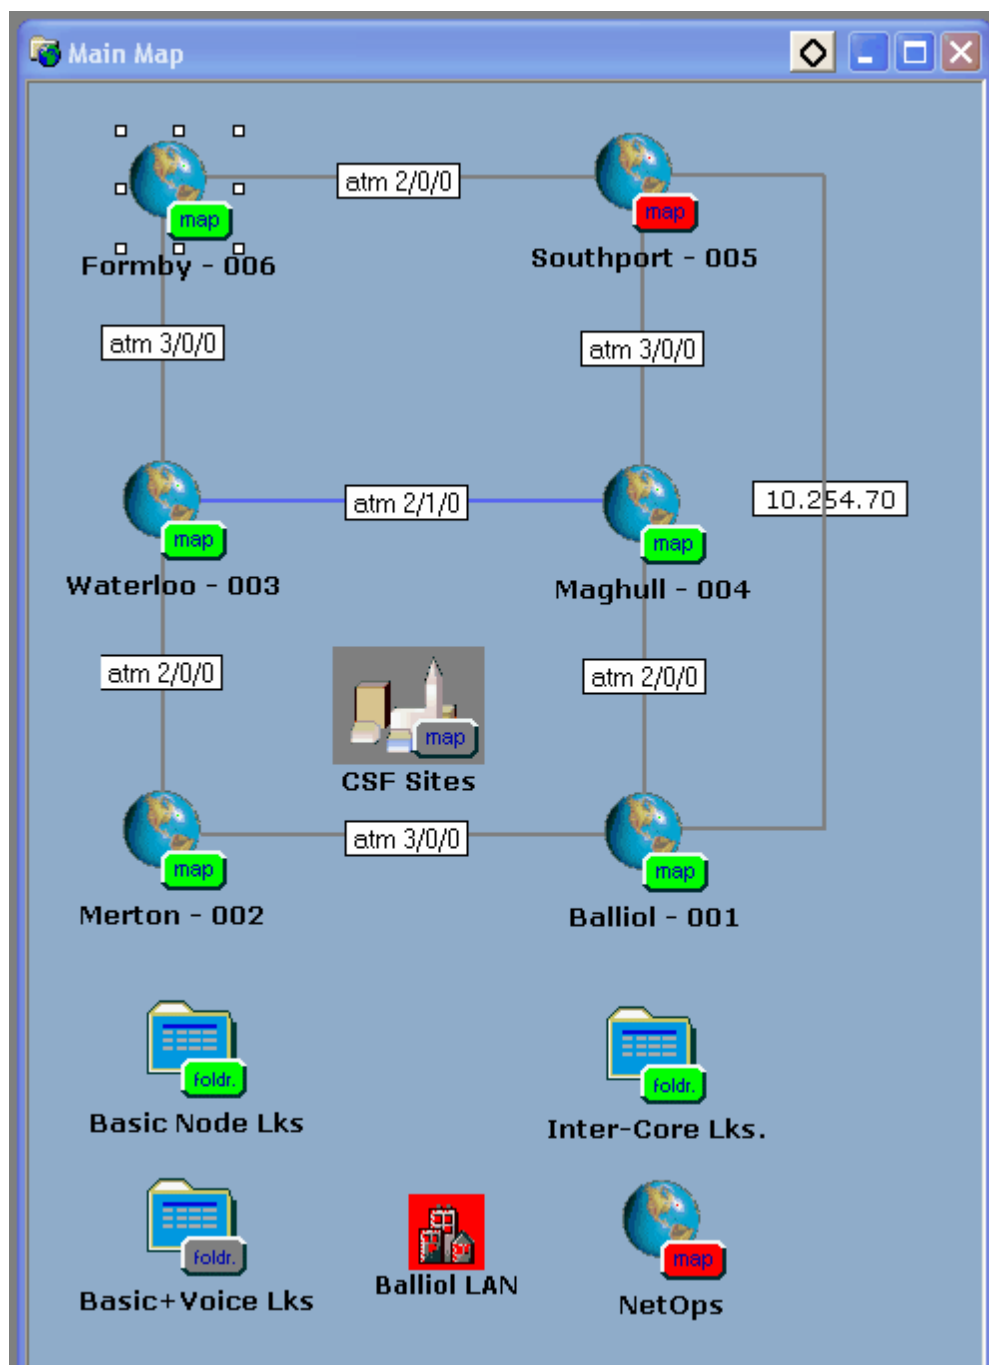 Main Map
atm 2/0/0
map
map
Formby - 006
Southport - 005
atm 3/0/0
atm 3/0/0
atm 2/1/0
10.254.70
map
map
Waterloo - 003
Maghull - 004
atm 2/0/0
atm 2/0/0
map
CSF Sites
atm 3/0/0
map
map
Merton - 002
Balliol - 001
foldr.
foldr.
Basic Node Lks
Inter-Core Lks.
foldr.
map
Basic+Voice Lks
Balliol LAN
NetOps